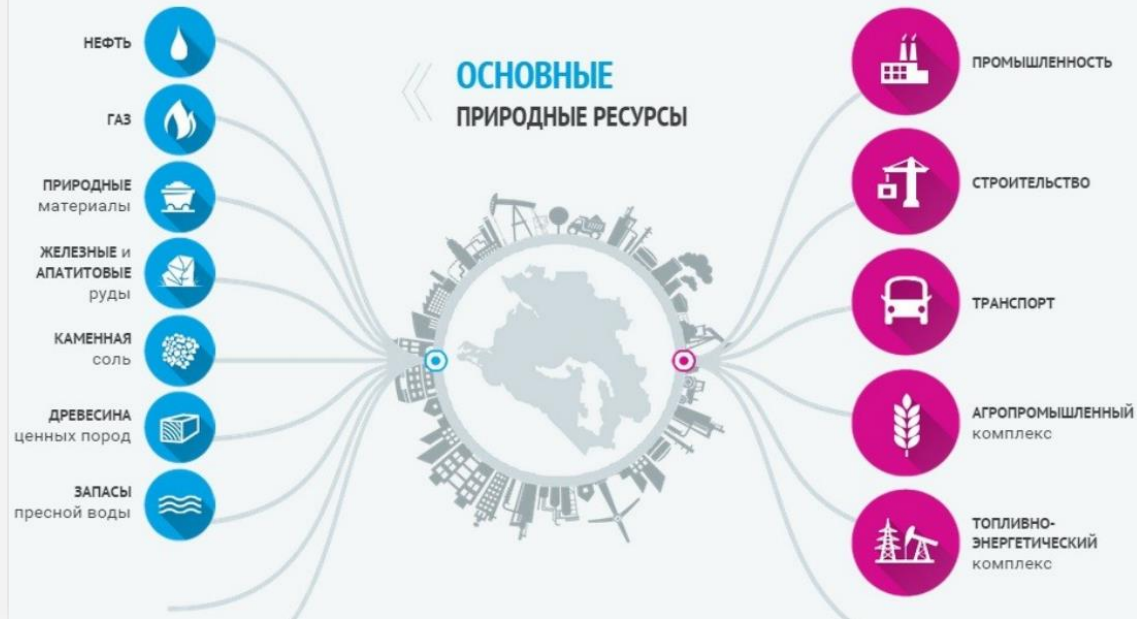 ОСНОВНЫЕ
ПРИРОДНЫЕ РЕСУРСЫ
НЕФТЬ
ГАЗ
ПРИРОДНЫЕ
материалы
ЖЕЛЕЗНЫЕ и
АПАТИТОВЫЕ
руды
КАМЕННАЯ
соль
ДРЕВЕСИНА
ценных пород
ЗАПАСЫ
пресной воды
ПРОМЫШЛЕННОСТЬ
СТРОИТЕЛЬСТВО
ТРАНСПОРТ
АГРОПРОМЫШЛЕННЫЙ
комплекс
ТОПЛИВНО-
ЭНЕРГЕТИЧЕСКИЙ
комплекс